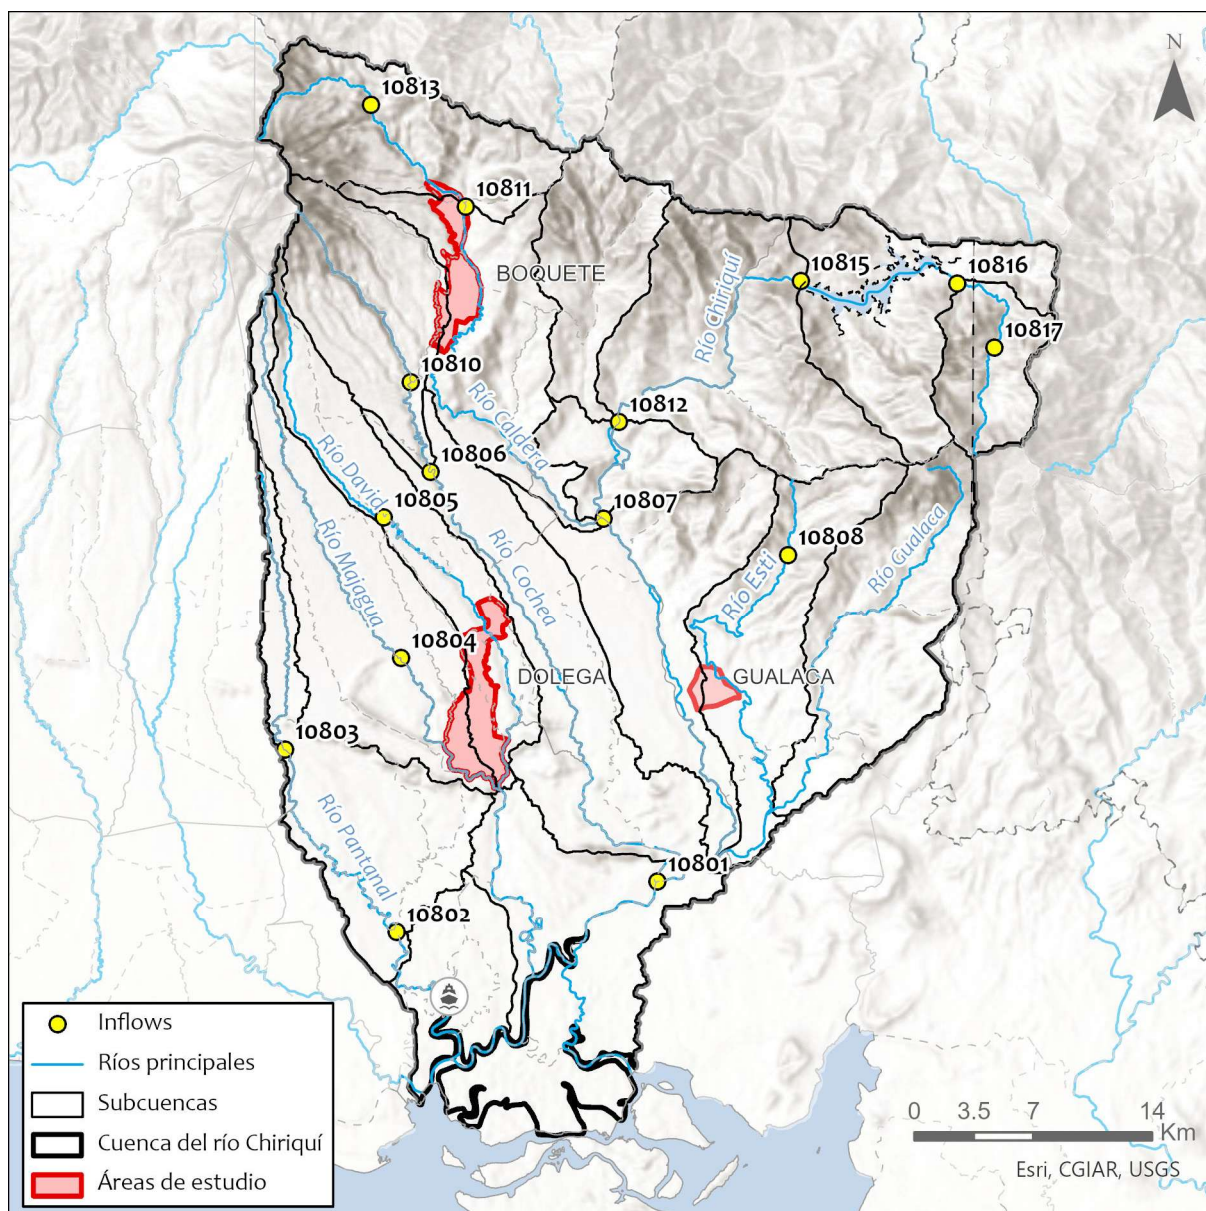 N
10813
10811
BOQUETE
Río Chiriquí
10815
10816
10817
10810
10812
Río Caldera
10806
Río David
10805
10807
Río Cochea
10808
Río Gualaca
Río Majagua
Río Esti
10804
DOLEGA
GUALACA
10803
Río Pantanal
10801
10802
Inflows
Ríos principales
Subcuencas
Cuenca del río Chiriquí
Áreas de estudio
0 3.5 7 14
Km
Esri, CGIAR, USGS